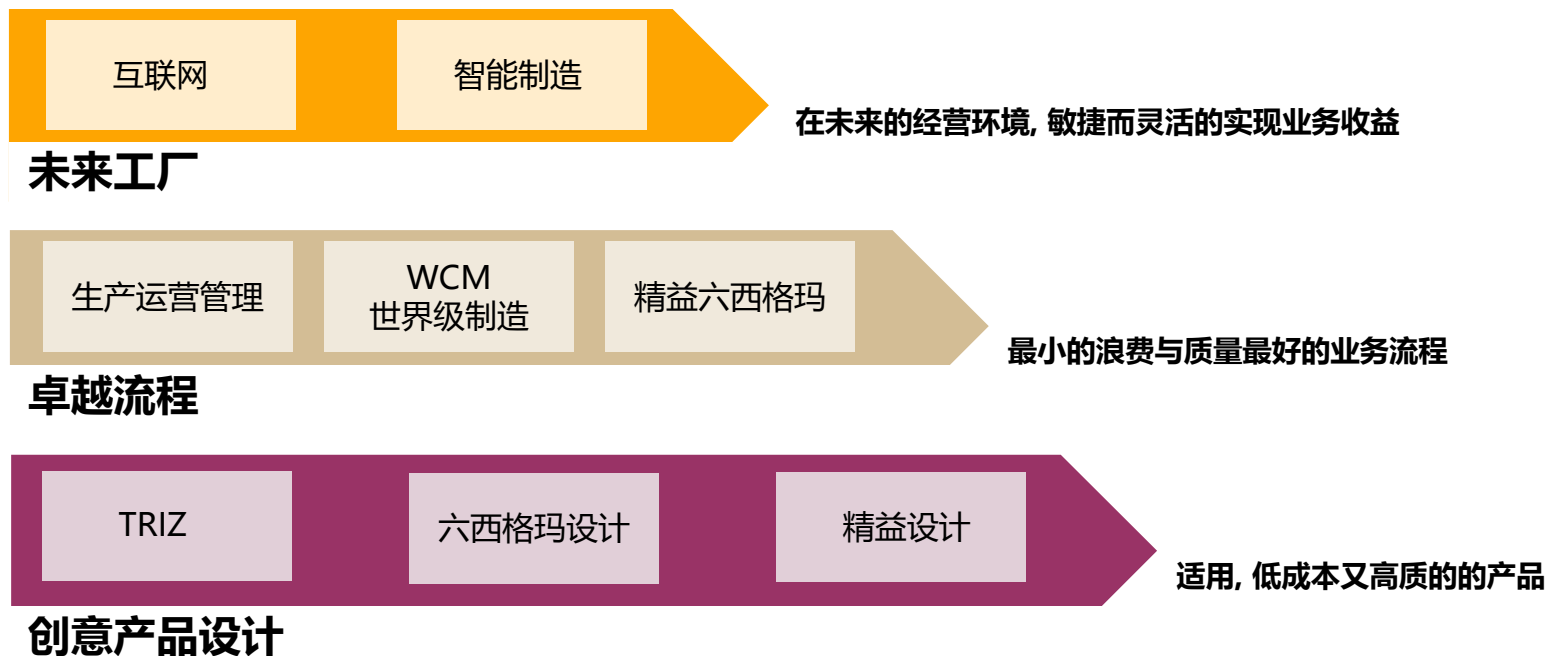 互联网
智能制造
在未来的经营环境, 敏捷而灵活的实现业务收益
未来工厂
生产运营管理
WCM
世界级制造
精益六西格玛
最小的浪费与质量最好的业务流程
卓越流程
TRIZ
六西格玛设计
精益设计
适用, 低成本又高质的的产品
创意产品设计